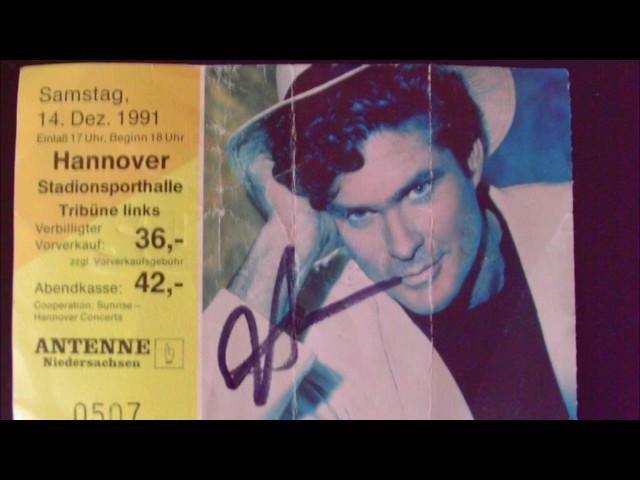 Samstag,
14. Dez. 1991
Einlaß 17 Uhr, Beginn 18 Uhr
Hannover
Stadionsporthalle
Tribüne links
Verbilligter
Vorverkauf: 36,-
zzgl. Vorverkaufsgebühr
Abendkasse: 42,-
Cooperation: Sunrise –
Hannover Concerts
ANTENNE
Niedersachsen
0507